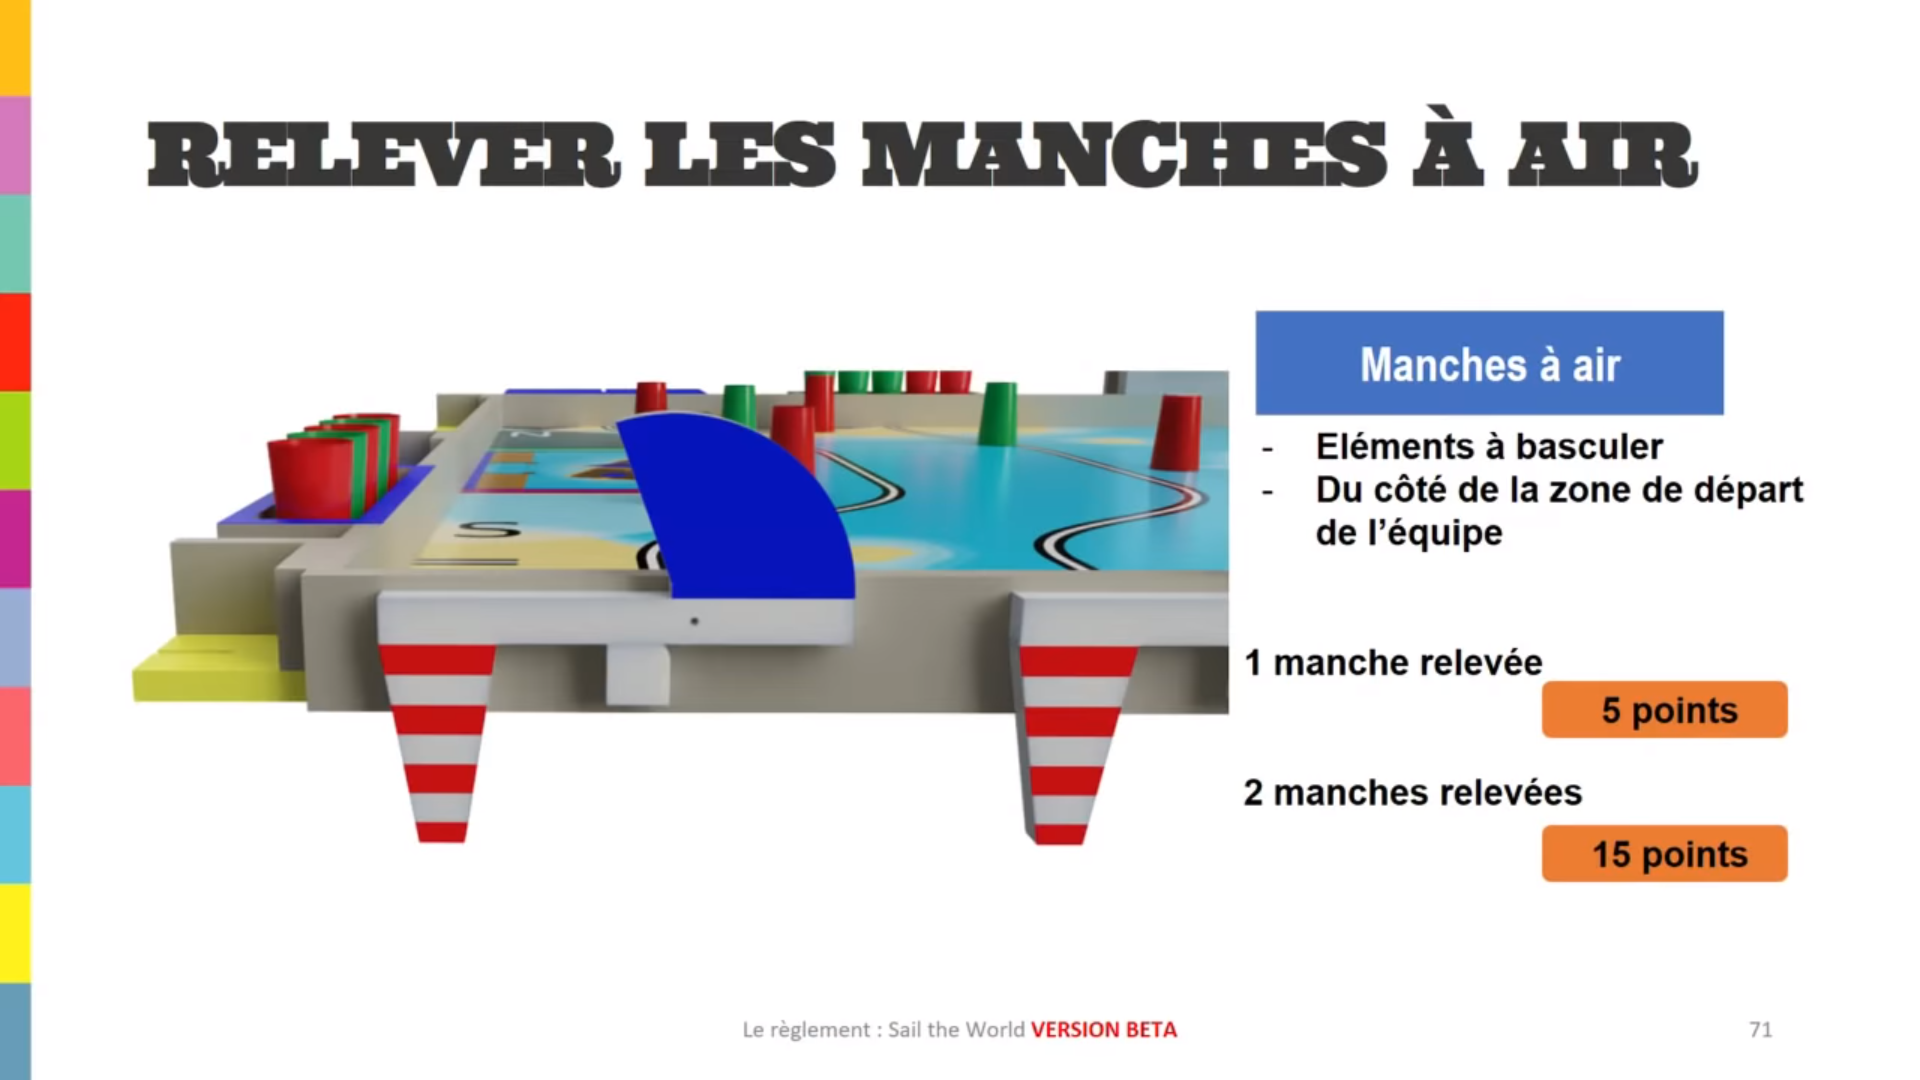 RELEVER LES MANCHES À AIR
Manches à air
- Eléments à basculer
- Du côté de la zone de départ
de l’équipe
1 manche relevée
5 points
2 manches relevées
15 points
S
Le règlement : Sail the World VERSION BETA
71